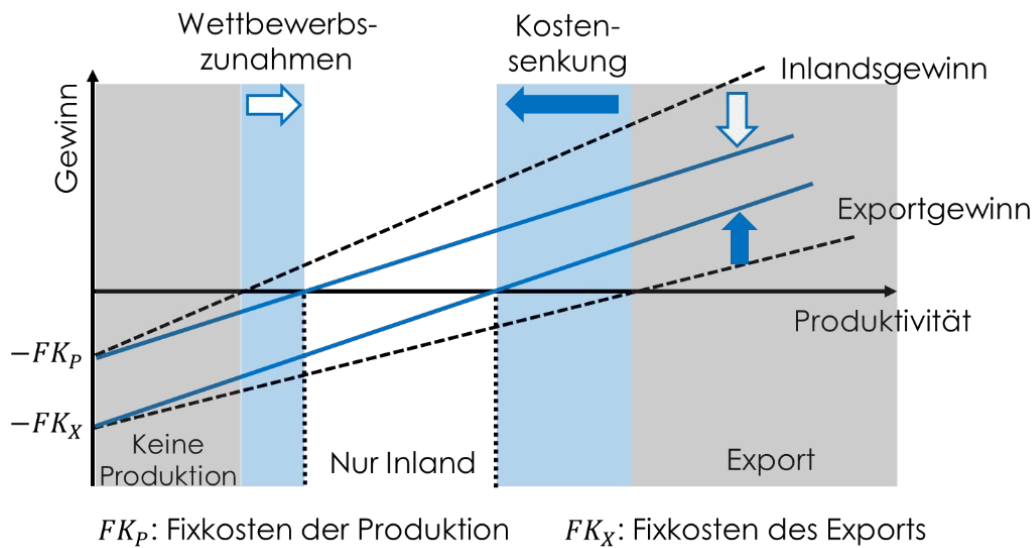 Wettbewerbs-
zunahmen
Kosten-
senkung
Inlandsgewinn
Gewinn
Exportgewinn
Produktivität
−FK_P
−FK_X
Keine
Produktion
Nur Inland
Export
FK_P: Fixkosten der Produktion
FK_X: Fixkosten des Exports